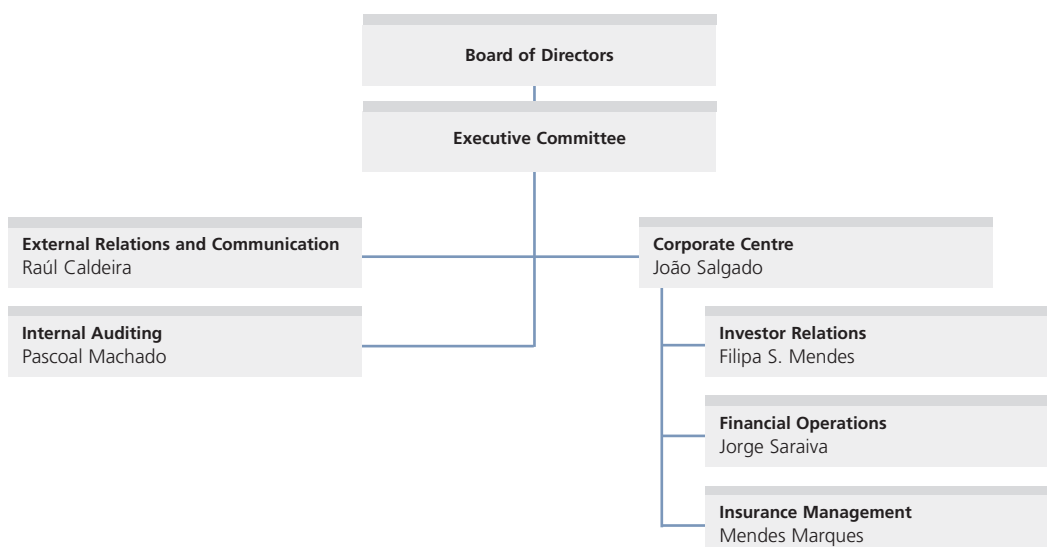 Board of Directors
Executive Committee
External Relations and Communication
Raúl Caldeira
Corporate Centre
João Salgado
Internal Auditing
Pascoal Machado
Investor Relations
Filipa S. Mendes
Financial Operations
Jorge Saraiva
Insurance Management
Mendes Marques